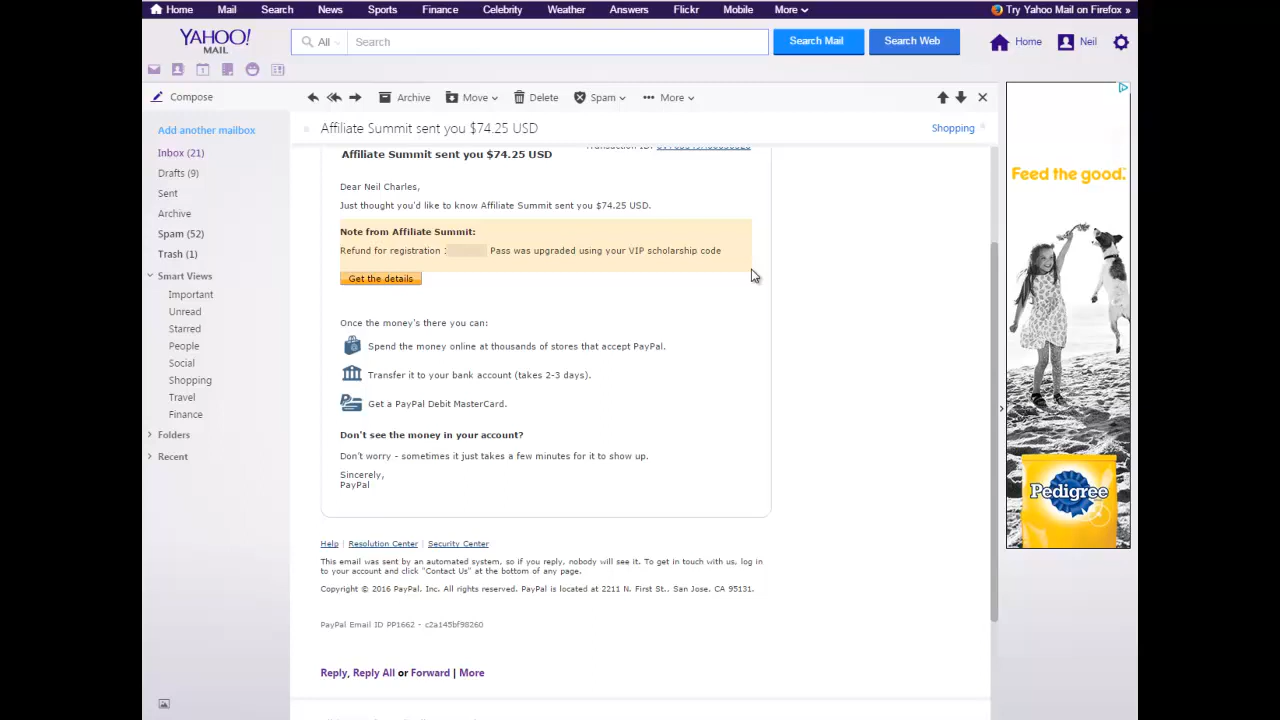 Home Mail Search News Sports Finance Celebrity Weather Answers Flickr Mobile More Try Yahoo Mail on Firefox »
YAHOO!
MAIL
All Search Search Mail Search Web Home Neil
Compose Archive Move Delete Spam More
Affiliate Summit sent you $74.25 USD Shopping
Add another mailbox
Inbox (21)
Drafts (9)
Sent
Archive
Spam (52)
Trash (1)
Smart Views
Important
Unread
Starred
People
Social
Shopping
Travel
Finance
Folders
Recent
Transaction ID:
Affiliate Summit sent you $74.25 USD
Dear Neil Charles,
Just thought you'd like to know Affiliate Summit sent you $74.25 USD.
Note from Affiliate Summit:
Refund for registration Pass was upgraded using your VIP scholarship code
Get the details
Once the money's there you can:
Spend the money online at thousands of stores that accept PayPal.
Transfer it to your bank account (takes 2-3 days).
Get a PayPal Debit MasterCard.
Don't see the money in your account?
Don't worry - sometimes it just takes a few minutes for it to show up.
Sincerely,
PayPal
Help | Resolution Center | Security Center
This email was sent by an automated system, so if you reply, nobody will see it. To get in touch with us, log in
to your account and click "Contact Us" at the bottom of any page.
Copyright © 2016 PayPal, Inc. All rights reserved. PayPal is located at 2211 N. First St., San Jose, CA 95131.
PayPal Email ID PP1662 - c2a145bf98260
Reply, Reply All or Forward | More
Feed the good.™
Pedigree